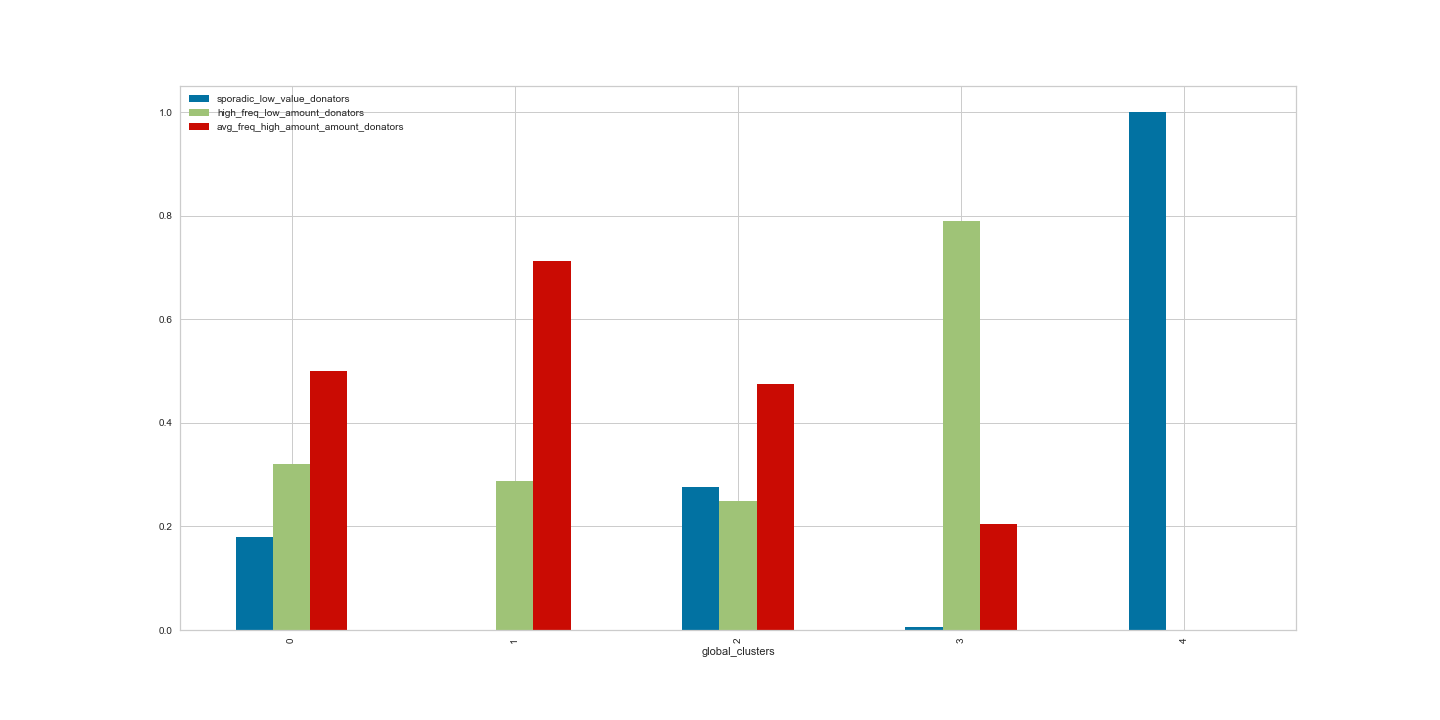 sporadic_low_value_donators
high_freq_low_amount_donators
avg_freq_high_amount_amount_donators
1.0
0.8
0.6
0.4
0.2
0.0
0
1
2
3
4
global_clusters